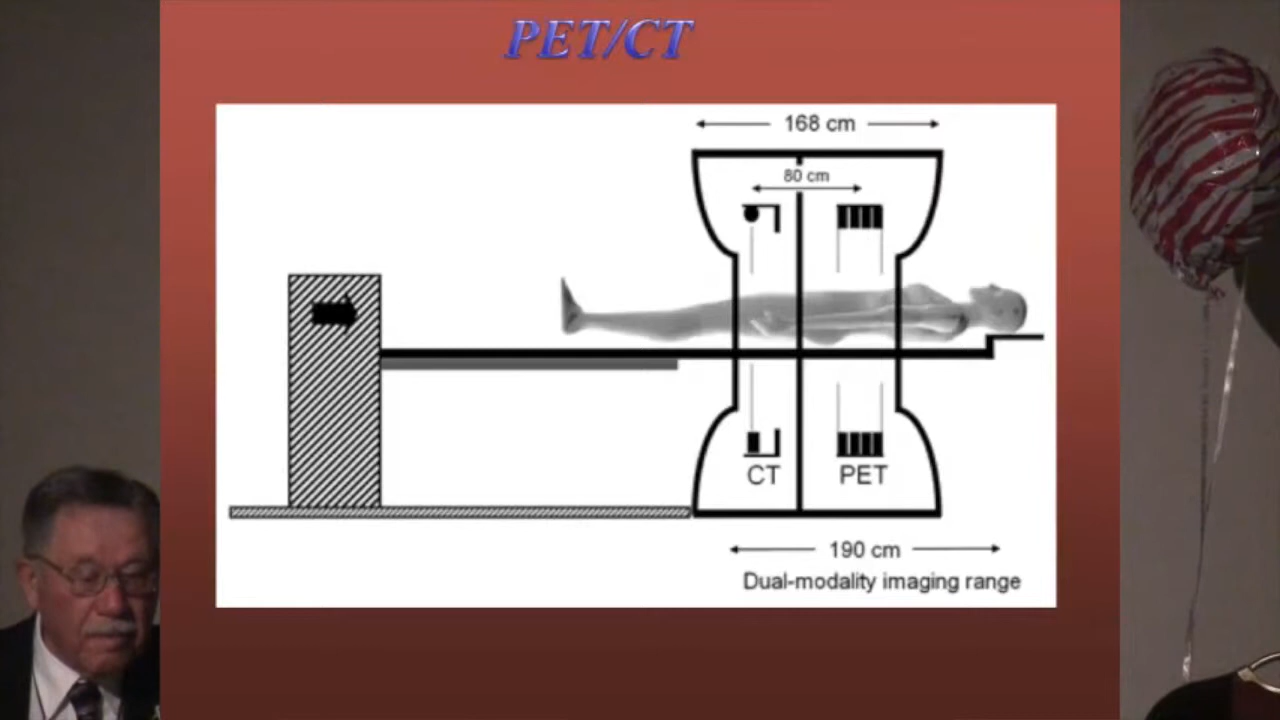 PET/CT
168 cm
80 cm
CT
PET
190 cm
Dual-modality imaging range